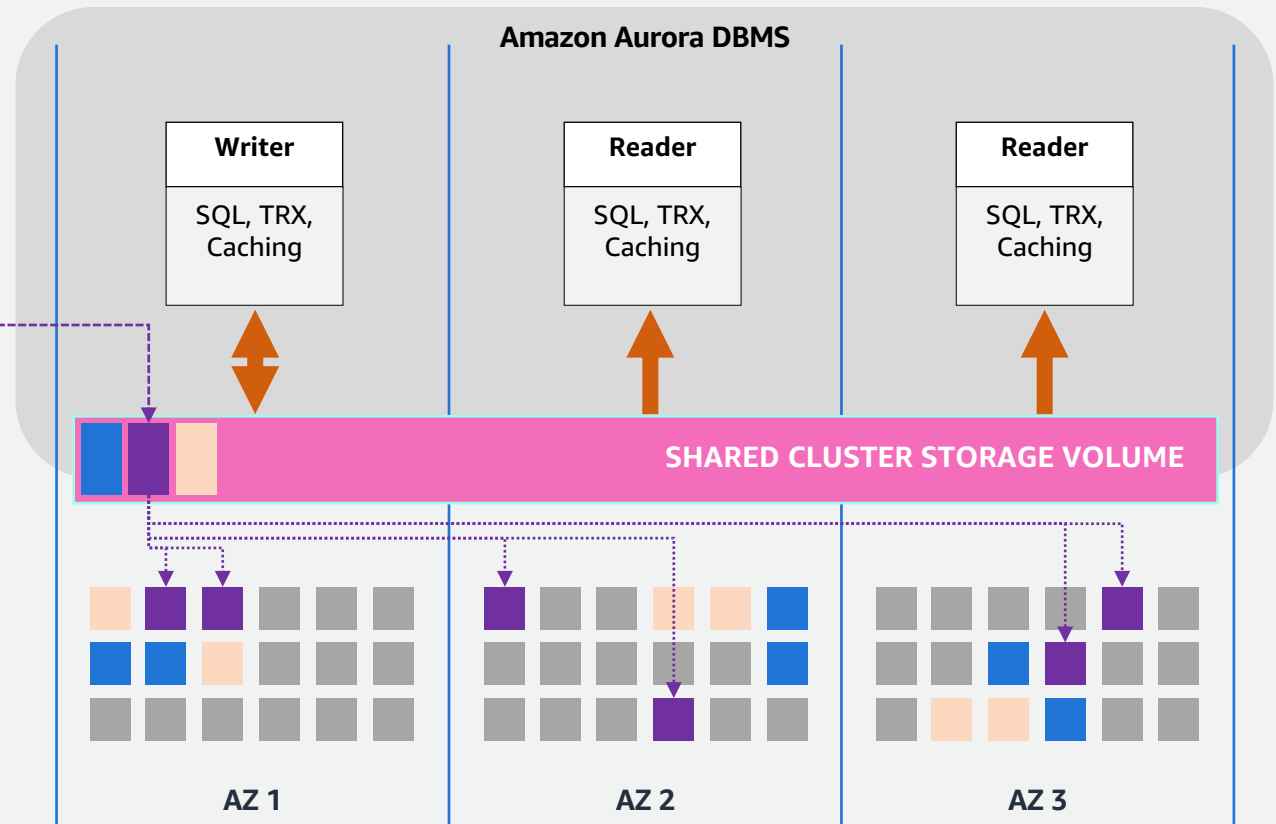 Amazon Aurora DBMS
Writer
SQL, TRX,
Caching
Reader
SQL, TRX,
Caching
Reader
SQL, TRX,
Caching
SHARED CLUSTER STORAGE VOLUME
AZ 1
AZ 2
AZ 3